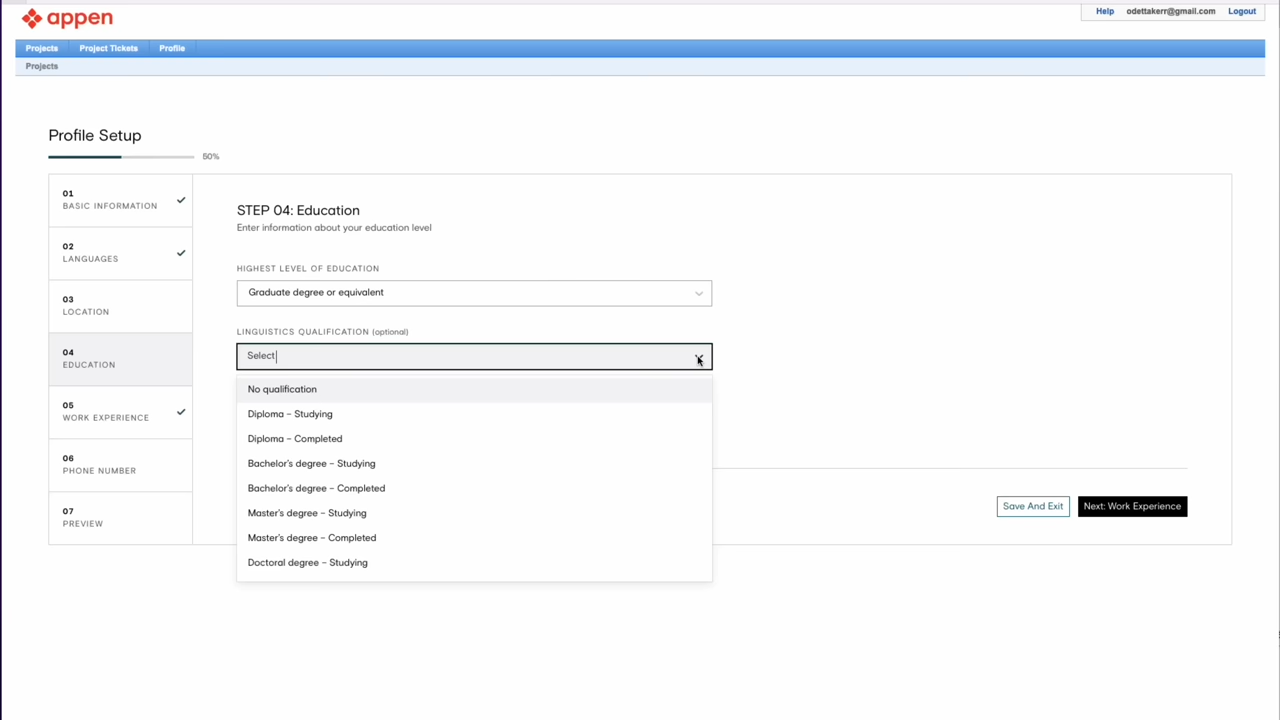 appen
Help odettakerr@gmail.com Logout
Projects Project Tickets Profile
Projects
Profile Setup
50%
01
BASIC INFORMATION
02
LANGUAGES
03
LOCATION
04
EDUCATION
05
WORK EXPERIENCE
06
PHONE NUMBER
07
PREVIEW
STEP 04: Education
Enter information about your education level
HIGHEST LEVEL OF EDUCATION
Graduate degree or equivalent
LINGUISTICS QUALIFICATION (optional)
Select
No qualification
Diploma – Studying
Diploma – Completed
Bachelor's degree – Studying
Bachelor's degree – Completed
Master's degree – Studying
Master's degree – Completed
Doctoral degree – Studying
Save And Exit
Next: Work Experience